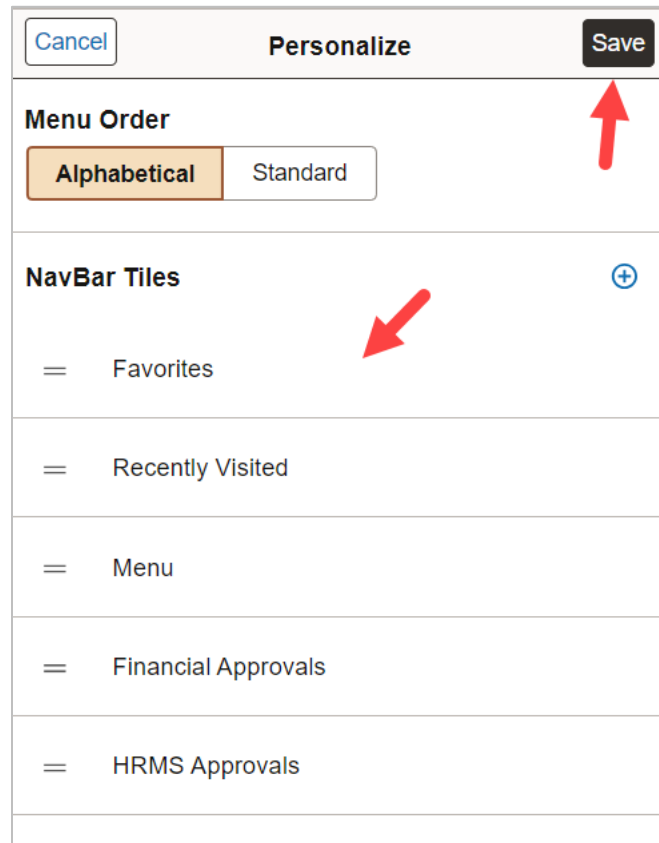 Cancel Personalize Save
Menu Order
Alphabetical Standard
NavBar Tiles
Favorites
Recently Visited
Menu
Financial Approvals
HRMS Approvals